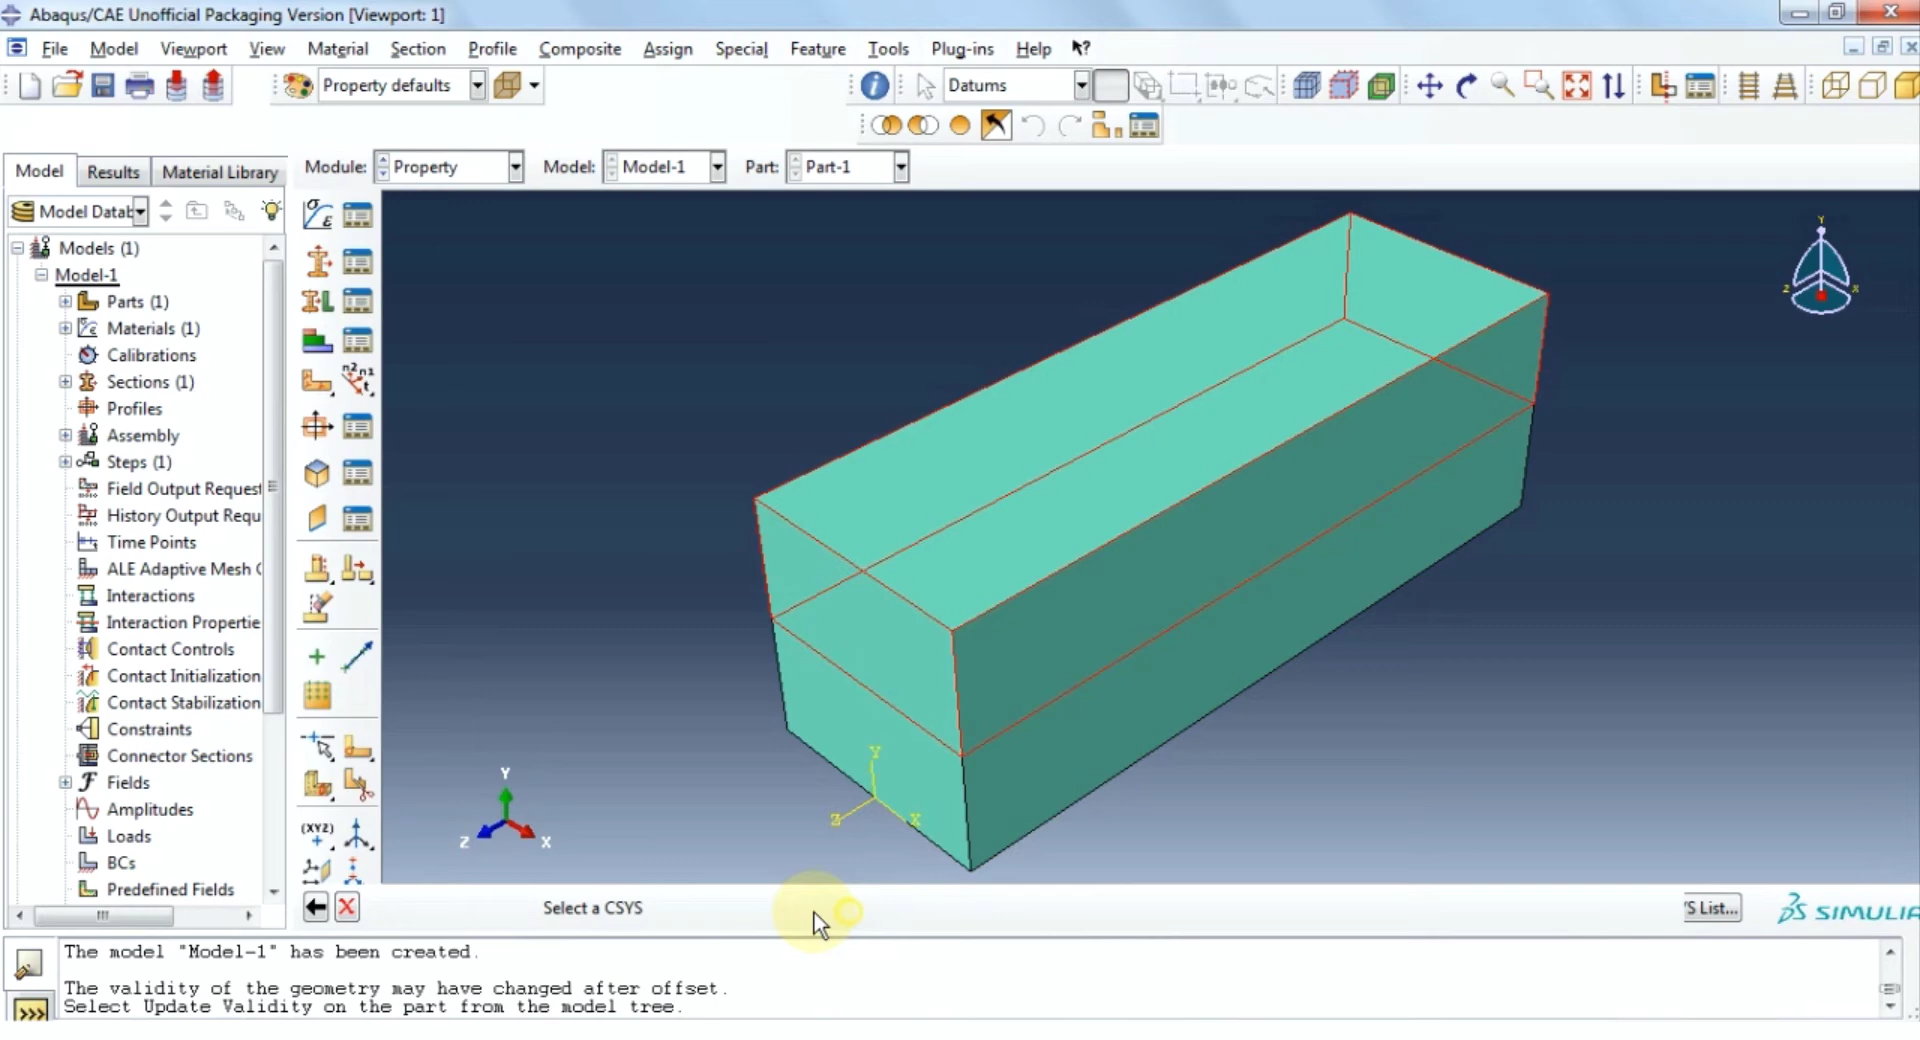 Abaqus/CAE Unofficial Packaging Version [Viewport: 1]
File Model Viewport View Material Section Profile Composite Assign Special Feature Tools Plug-ins Help
Property defaults
Datums
Model Results Material Library
Module: Property Model: Model-1 Part: Part-1
Model Datab
Models (1)
Model-1
Parts (1)
Materials (1)
Calibrations
Sections (1)
Profiles
Assembly
Steps (1)
Field Output Request
History Output Requ
Time Points
ALE Adaptive Mesh C
Interactions
Interaction Propertie
Contact Controls
Contact Initialization
Contact Stabilization
Constraints
Connector Sections
Fields
Amplitudes
Loads
BCs
Predefined Fields
σ
ε
n2 n1
t
(XYZ)
Y
Z X
Y
Z X
Y
Z X
Select a CSYS
'S List...
SIMULIA
The model "Model-1" has been created.
The validity of the geometry may have changed after offset.
Select Update Validity on the part from the model tree.
>>>